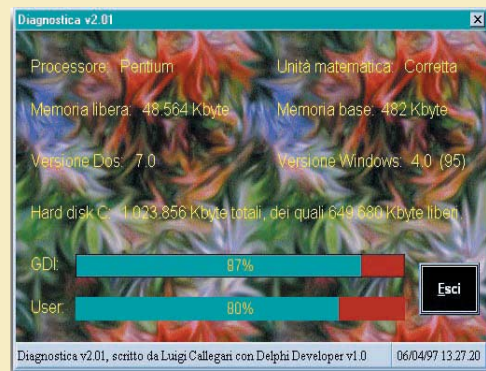 Diagnostica v2.01
Processore: Pentium Unità matematica: Corretta
Memoria libera: 48.564 Kbyte Memoria base: 482 Kbyte
Versione Dos: 7.0 Versione Windows: 4.0 (95)
Hard disk C: 1.023.856 Kbyte totali, dei quali 649.680 Kbyte liberi
GDI: 87%
Esci
User: 80%
Diagnostica v2.01, scritto da Luigi Callegari con Delphi Developer v1.0 06/04/97 13.27.20